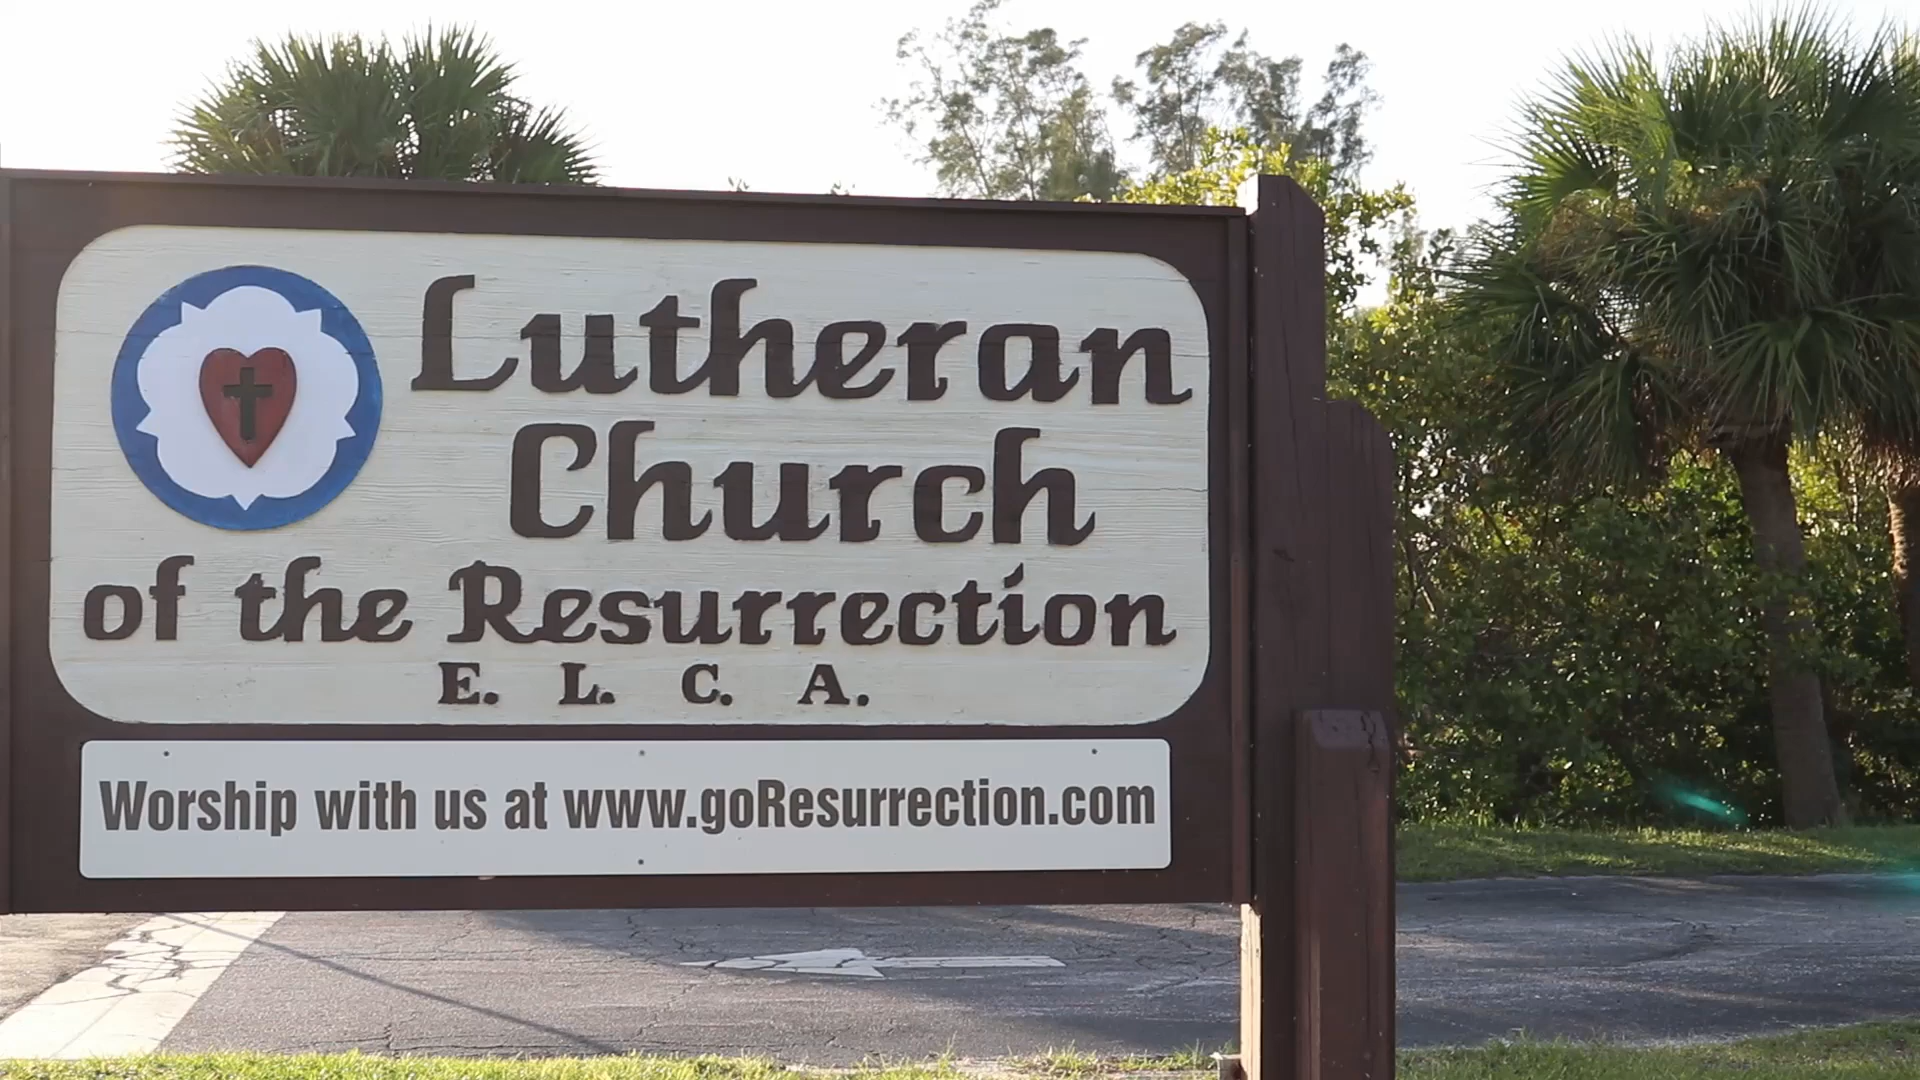 Lutheran
Church
of the Resurrection
E. L. C. A.
Worship with us at www.goResurrection.com